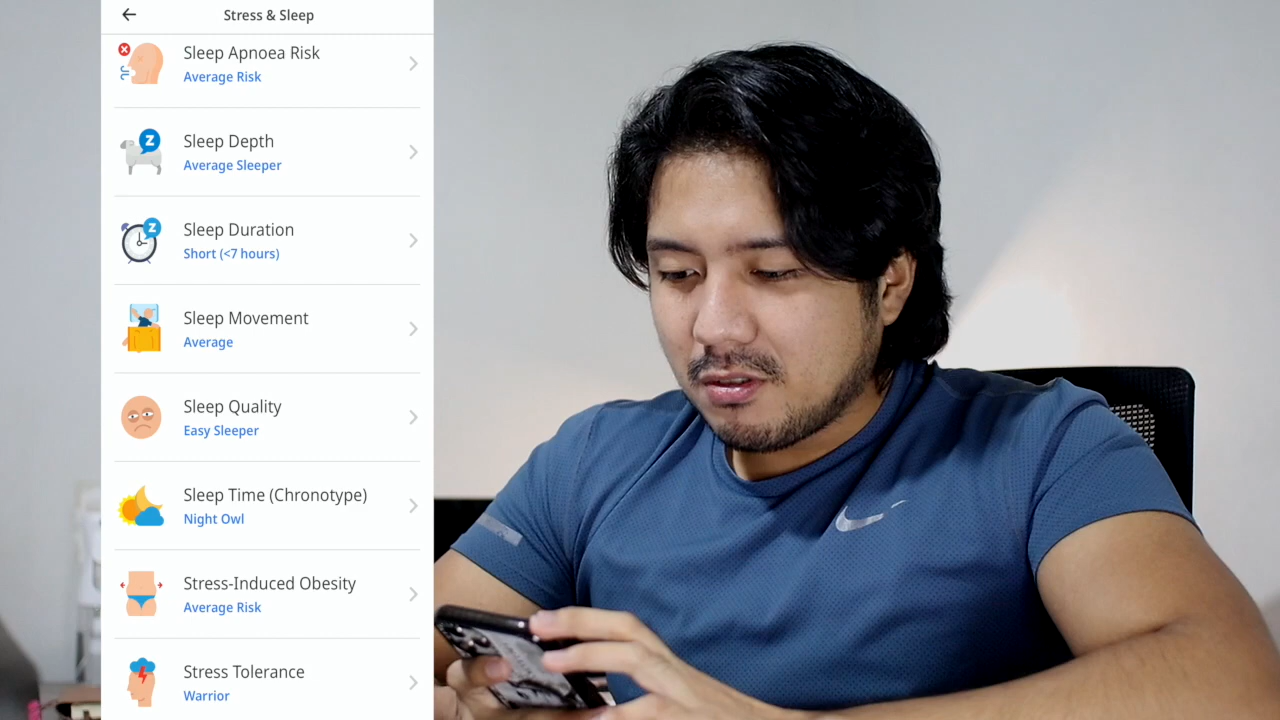 Stress & Sleep
Sleep Apnoea Risk
Average Risk
Sleep Depth
Average Sleeper
Z
Sleep Duration
Short (<7 hours)
Z
Sleep Movement
Average
Sleep Quality
Easy Sleeper
Sleep Time (Chronotype)
Night Owl
Stress-Induced Obesity
Average Risk
Stress Tolerance
Warrior